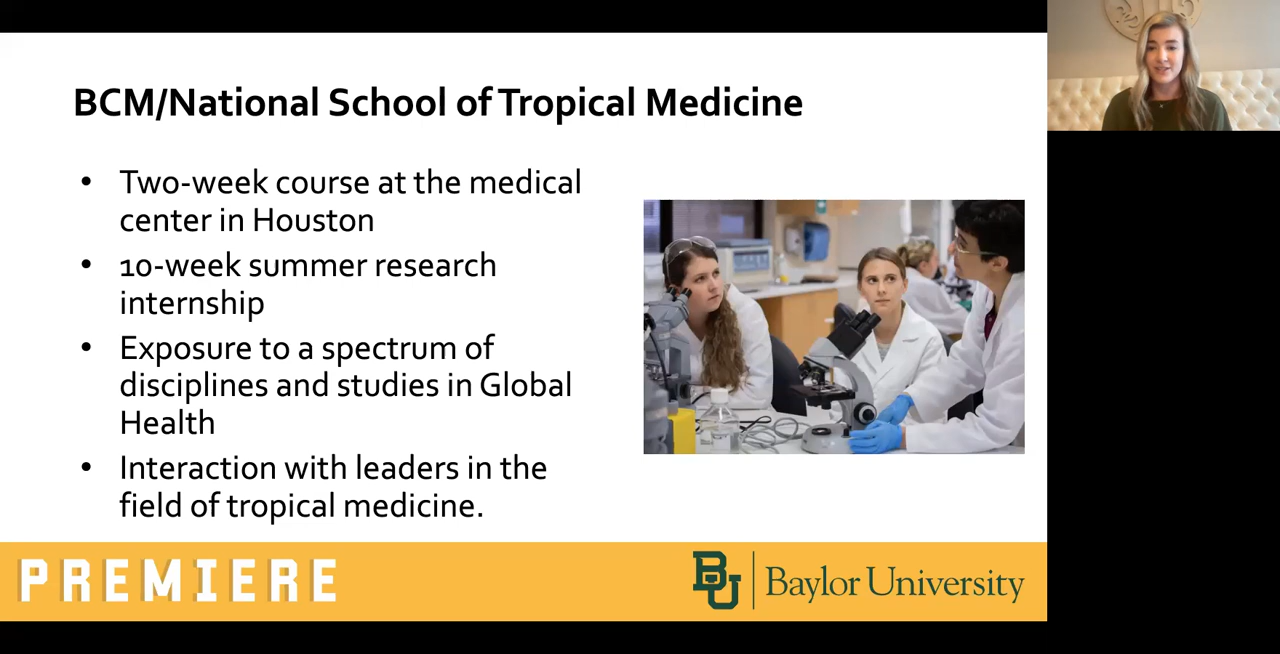 BCM/National School of Tropical Medicine
• Two-week course at the medical
center in Houston
• 10-week summer research
internship
• Exposure to a spectrum of
disciplines and studies in Global
Health
• Interaction with leaders in the
field of tropical medicine.
PREMIERE
BU Baylor University